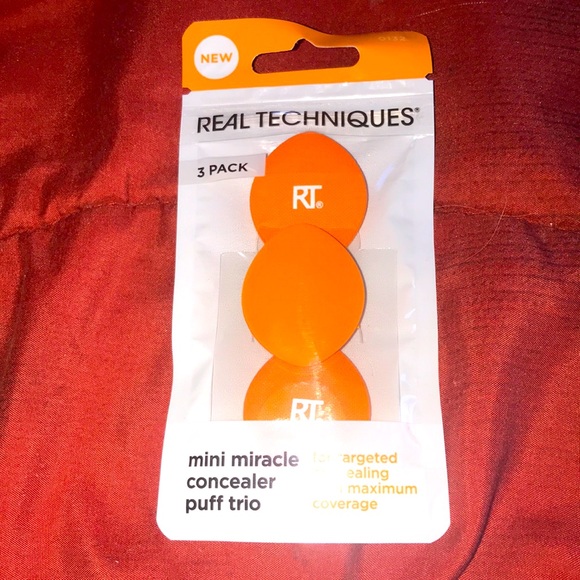 NEW
REAL TECHNIQUES®
3 PACK
RT®
RT
mini miracle
concealer
puff trio
targeted
maximum
coverage